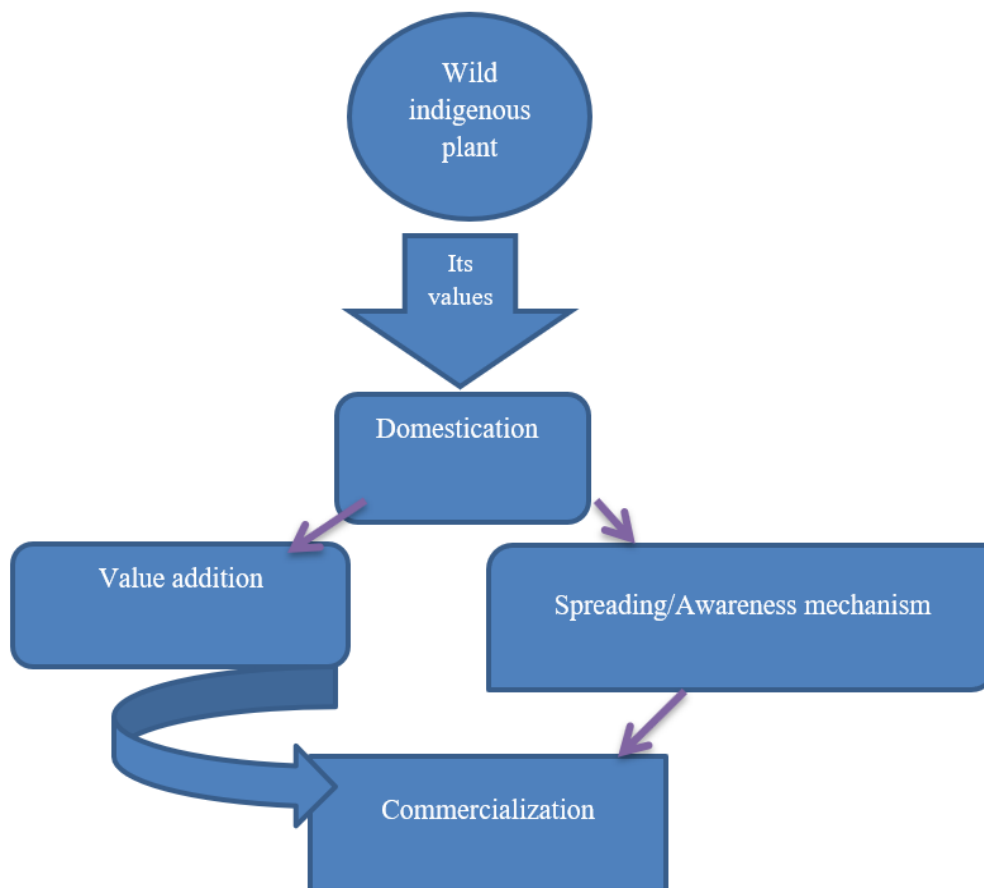 Wild
indigenous
plant
Its
values
Domestication
Value addition
Spreading/Awareness mechanism
Commercialization